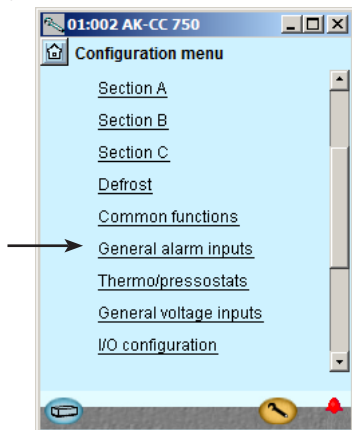 01:002 AK-CC 750
Configuration menu
Section A
Section B
Section C
Defrost
Common functions
General alarm inputs
Thermo/pressostats
General voltage inputs
I/O configuration